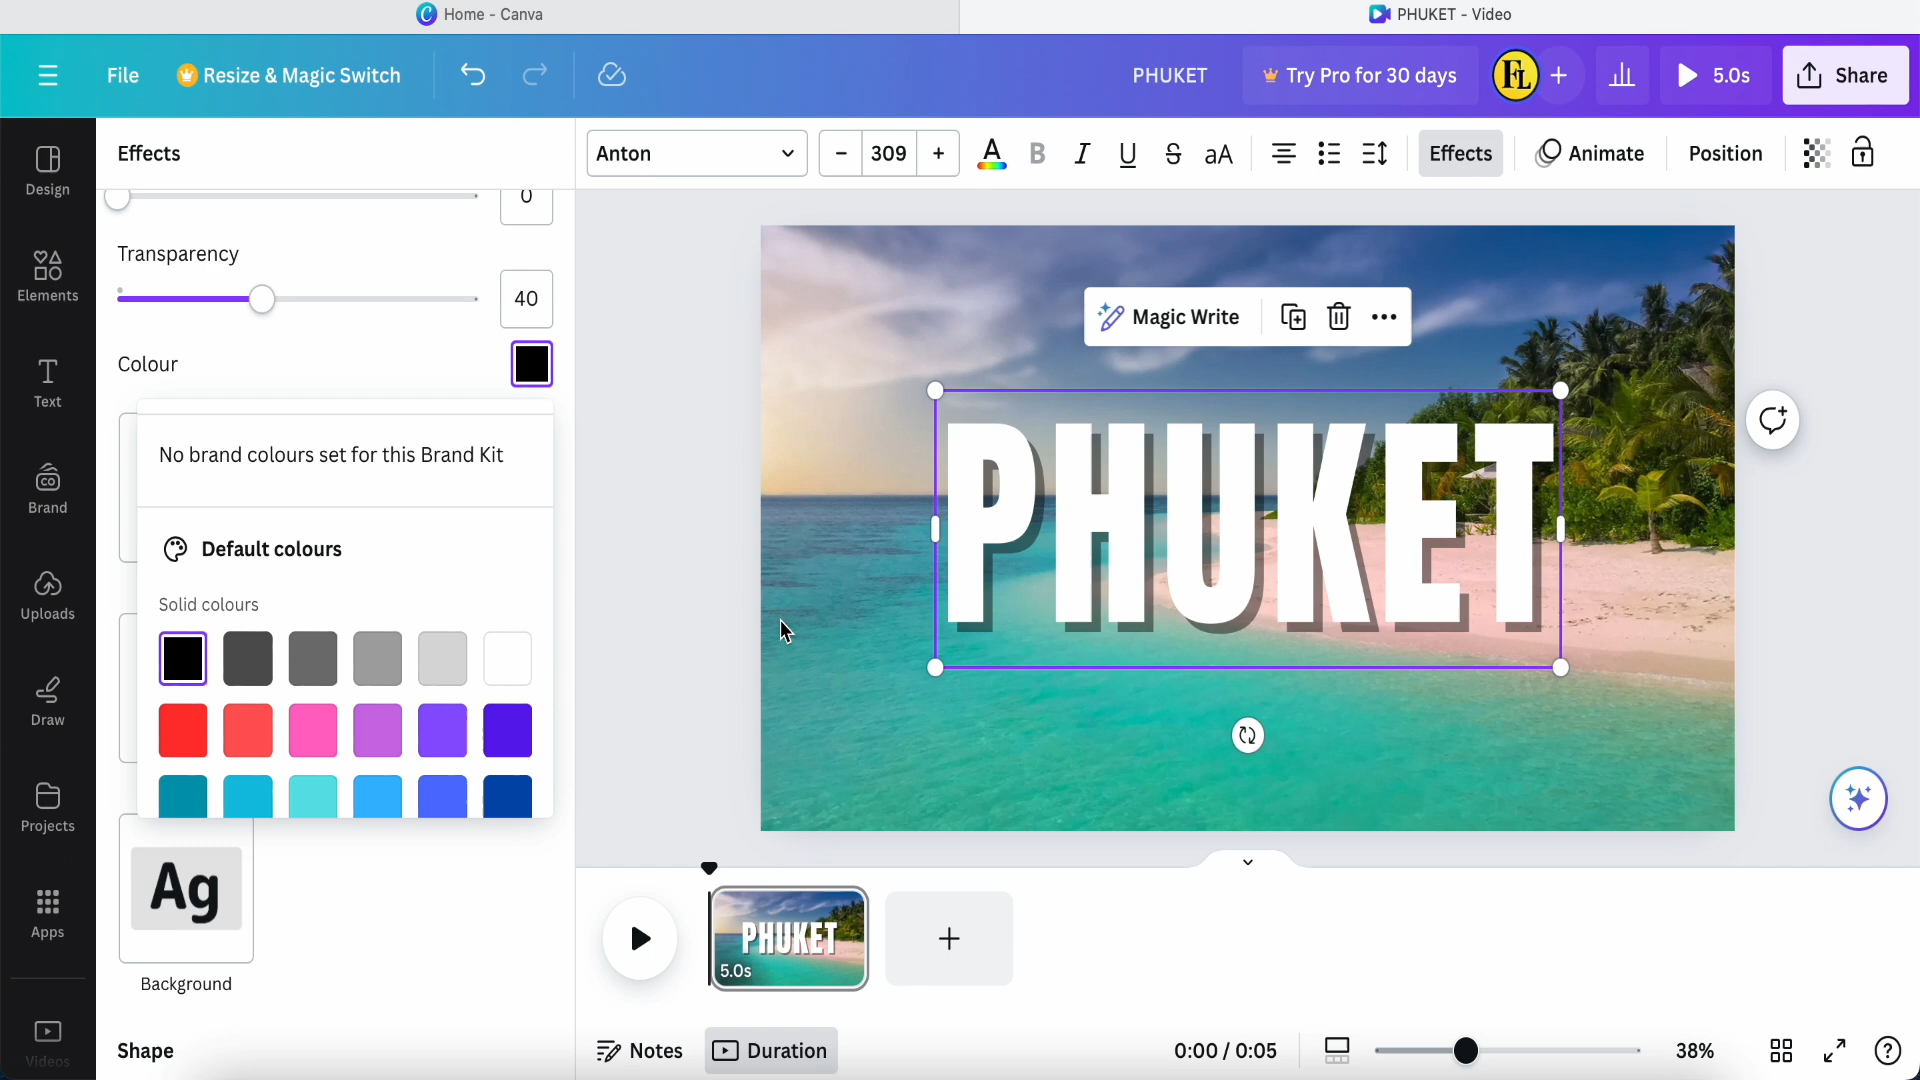 Home - Canva
PHUKET - Video
File
Resize & Magic Switch
PHUKET
Try Pro for 30 days
FL
5.0s
Share
Effects
Anton
309
A
B
I
U
S
aA
Effects
Animate
Position
Design
Elements
Text
Brand
Uploads
Draw
Projects
Apps
Videos
0
Transparency
40
Colour
No brand colours set for this Brand Kit
Default colours
Solid colours
Ag
Background
Shape
Magic Write
PHUKET
PHUKET
5.0s
Notes
Duration
0:00 / 0:05
38%